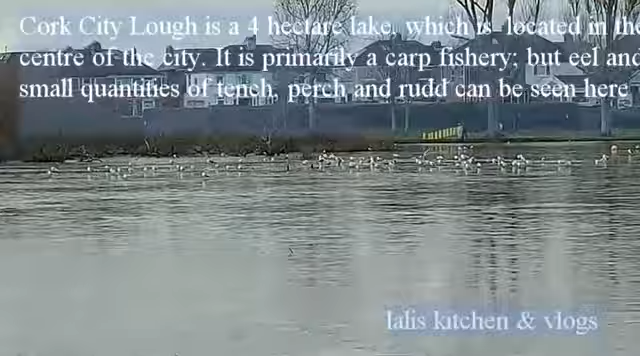 Cork City Lough is a 4 hectare lake, which is located in the
centre of the city. It is primarily a carp fishery; but eel and
small quantities of tench, perch and rudd can be seen here
Ialis kitchen & vlogs